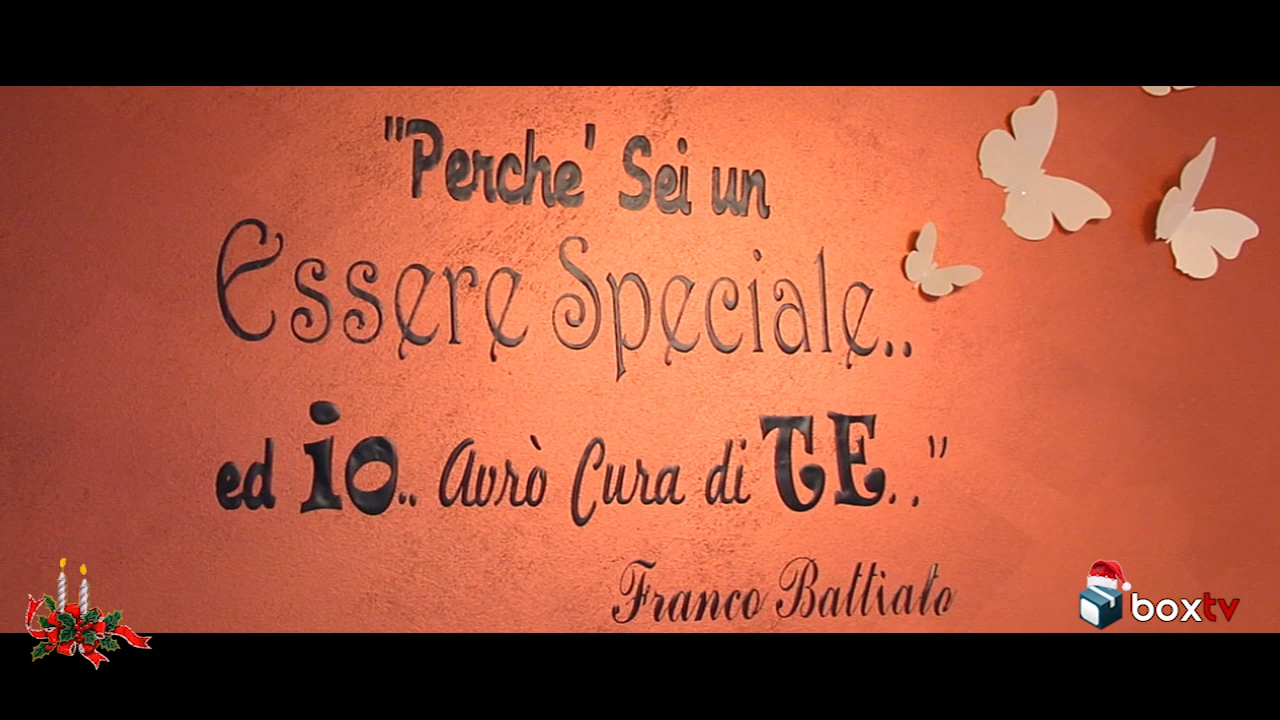 "Perche' Sei un
Essere Speciale..
ed io.. Avrò Cura di TE.."
Franco Battiato
boxtv